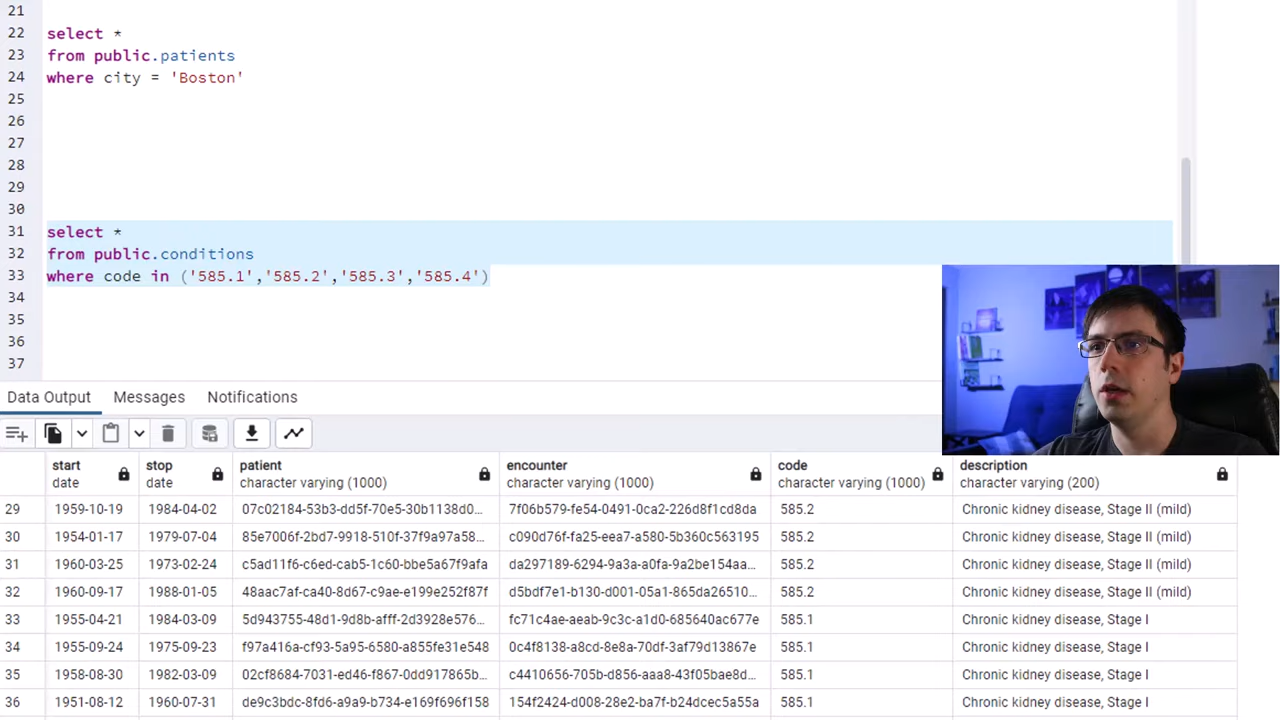 21
22 select *
23 from public.patients
24 where city = 'Boston'
25
26
27
28
29
30
31 select *
32 from public.conditions
33 where code in ('585.1','585.2','585.3','585.4')
34
35
36
37
Data Output Messages Notifications
start stop patient encounter code description
date date character varying (1000) character varying (1000) character varying (1000) character varying (200)
29 1959-10-19 1984-04-02 07c02184-53b3-dd5f-70e5-30b1138d0... 7f06b579-fe54-0491-0ca2-226d8f1cd8da 585.2 Chronic kidney disease, Stage II (mild)
30 1954-01-17 1979-07-04 85e7006f-2bd7-9918-510f-37f9a97a58... c090d76f-fa25-eea7-a580-5b360c563195 585.2 Chronic kidney disease, Stage II (mild)
31 1960-03-25 1973-02-24 c5ad11f6-c6ed-cab5-1c60-bbe5a67f9afa da297189-6294-9a3a-a0fa-9a2be154aa... 585.2 Chronic kidney disease, Stage II (mild)
32 1960-09-17 1988-01-05 48aac7af-ca40-8d67-c9ae-e199e252f87f d5bdf7e1-b130-d001-05a1-865da26510... 585.2 Chronic kidney disease, Stage II (mild)
33 1955-04-21 1984-03-09 5d943755-48d1-9d8b-afff-2d3928e576... fc71c4ae-aeab-9c3c-a1d0-685640ac677e 585.1 Chronic kidney disease, Stage I
34 1955-09-24 1975-09-23 f97a416a-cf93-5a95-6580-a855fe31e548 0c4f8138-a8cd-8e8a-70df-3af79d13867e 585.1 Chronic kidney disease, Stage I
35 1958-08-30 1982-03-09 02cf8684-7031-ed46-f867-0dd917865b... c4410656-705b-d856-aaa8-43f05bae8d... 585.1 Chronic kidney disease, Stage I
36 1951-08-12 1960-07-31 de9c3bdc-8fd6-a9a9-b734-e169f696f158 154f2424-d008-28e2-ba7f-b24dcec5a55a 585.1 Chronic kidney disease, Stage I